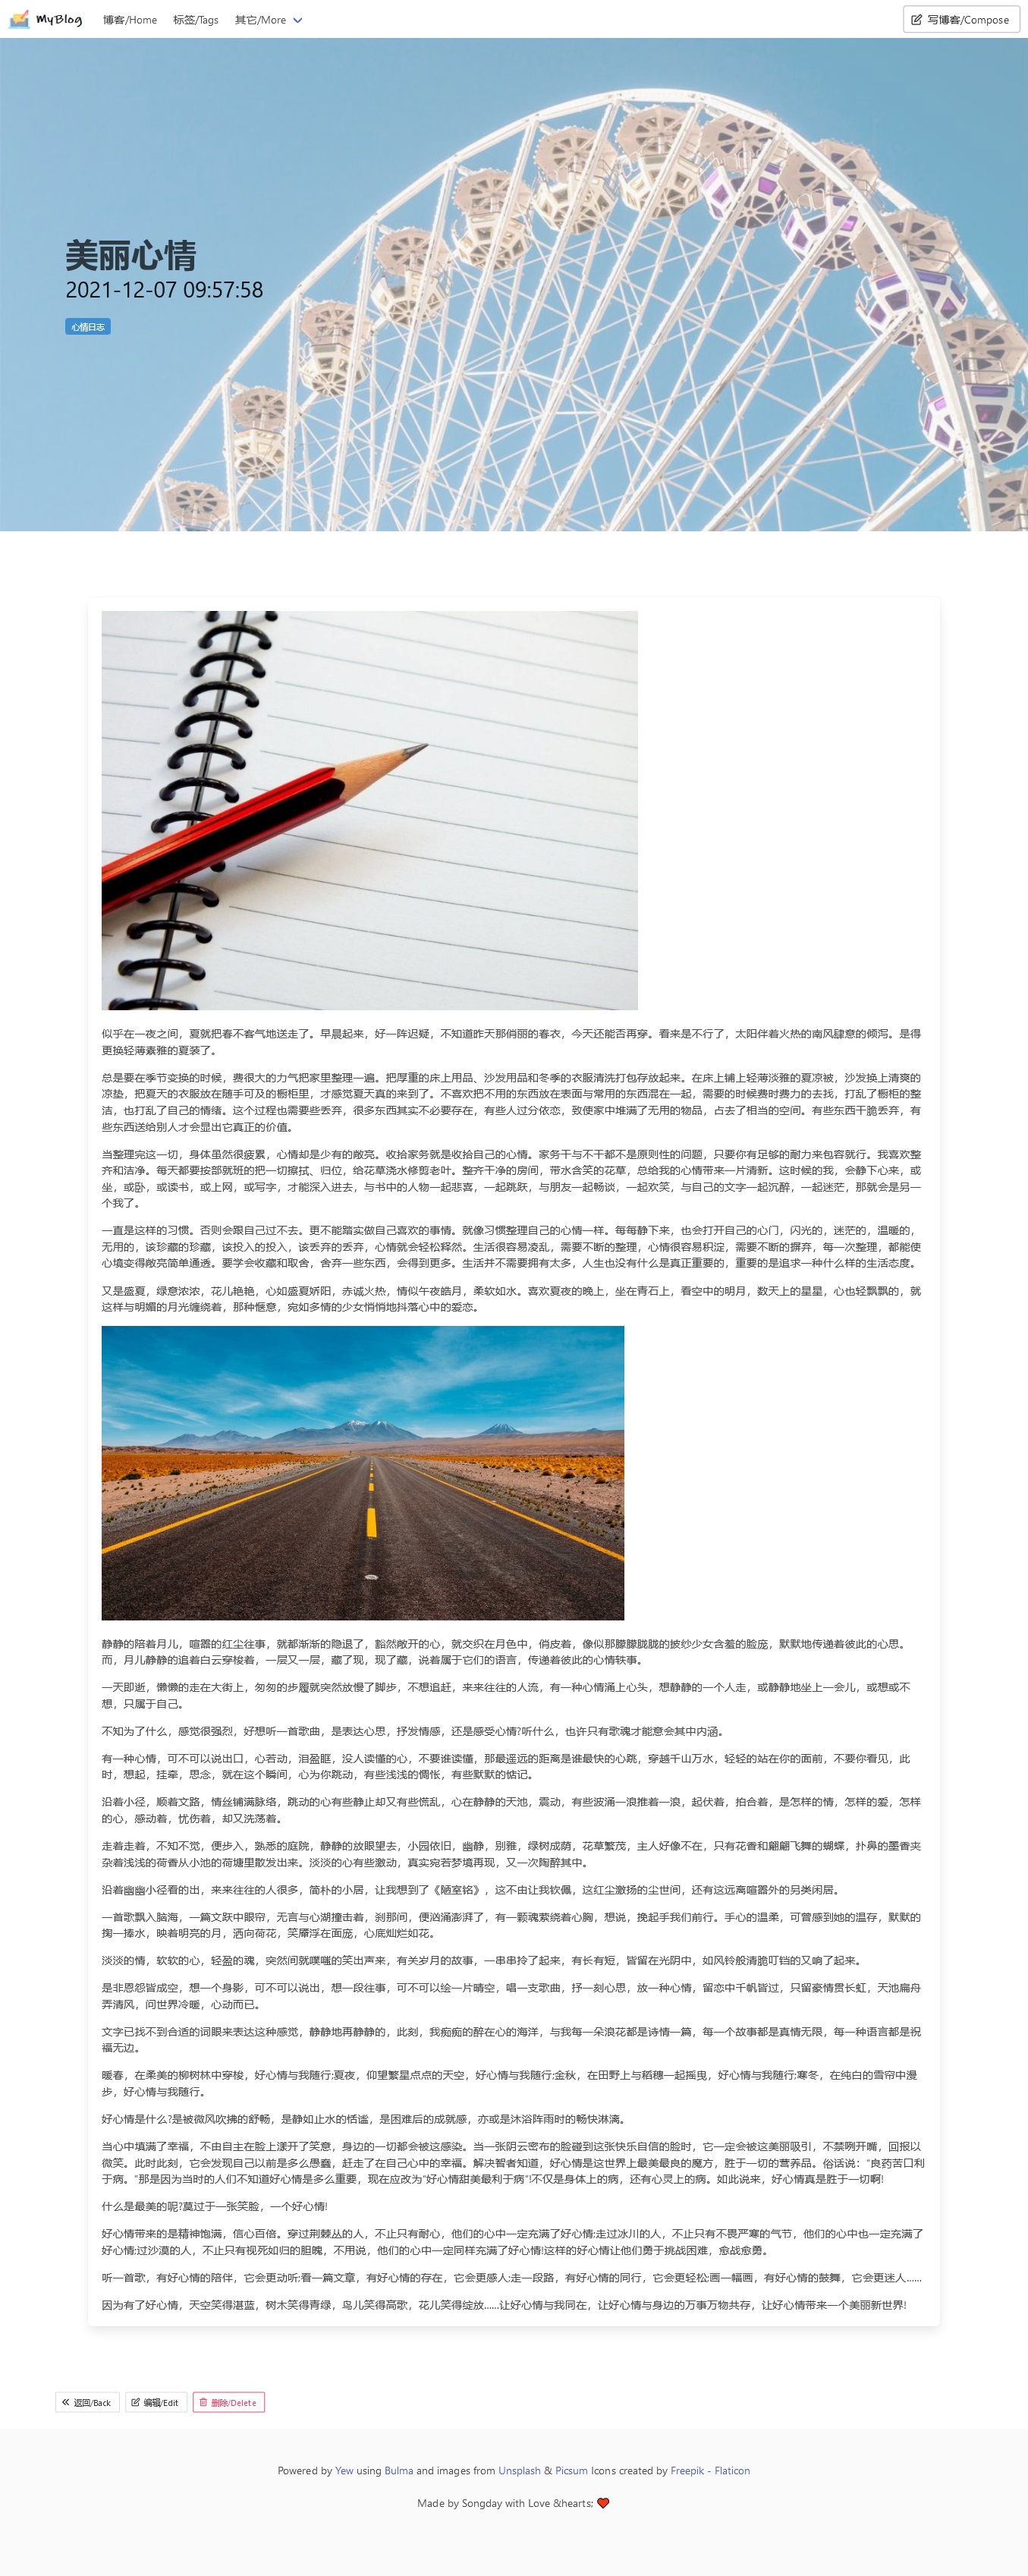 MyBlog 博客/Home 标签/Tags 其它/More 写博客/Compose
美丽心情
2021-12-07 09:57:58
心情日志
似乎在一夜之间，夏就把春不客气地送走了。早晨起来，好一阵迟疑，不知道昨天那俏丽的春衣，今天还能否再穿。看来是不行了，太阳伴着火热的南风肆意的倾泻。是得
更换轻薄素雅的夏装了。
总是要在季节变换的时候，费很大的力气把家里整理一遍。把厚重的床上用品、沙发用品和冬季的衣服清洗打包存放起来。在床上铺上轻薄淡雅的夏凉被，沙发换上清爽的
凉垫，把夏天的衣服放在随手可及的橱柜里，才感觉夏天真的来到了。不喜欢把不用的东西放在表面与常用的东西混在一起，需要的时候费时费力的去找，打乱了橱柜的整
洁，也打乱了自己的情绪。这个过程也需要些丢弃，很多东西其实不必要存在，有些人过分依恋，致使家中堆满了无用的物品，占去了相当的空间。有些东西干脆丢弃，有
些东西送给别人才会显出它真正的价值。
当整理完这一切，身体虽然很疲累，心情却是少有的敞亮。收拾家务就是收拾自己的心情。家务干与不干都不是原则性的问题，只要你有足够的耐力来包容就行。我喜欢整
齐和洁净。每天都要按部就班的把一切擦拭、归位，给花草浇水修剪老叶。整齐干净的房间，带水含笑的花草，总给我的心情带来一片清新。这时候的我，会静下心来，或
坐，或卧，或读书，或上网，或写字，才能深入进去，与书中的人物一起悲喜，一起跳跃，与朋友一起畅谈，一起欢笑，与自己的文字一起沉醉，一起迷茫，那就会是另一
个我了。
一直是这样的习惯。否则会跟自己过不去。更不能踏实做自己喜欢的事情。就像习惯整理自己的心情一样。每每静下来，也会打开自己的心门，闪光的，迷茫的，温暖的，
无用的，该珍藏的珍藏，该投入的投入，该丢弃的丢弃，心情就会轻松释然。生活很容易凌乱，需要不断的整理，心情很容易积淀，需要不断的摒弃，每一次整理，都能使
心境变得敞亮简单通透。要学会收藏和取舍，舍弃一些东西，会得到更多。生活并不需要拥有太多，人生也没有什么是真正重要的，重要的是追求一种什么样的生活态度。
又是盛夏，绿意浓浓，花儿艳艳，心如盛夏娇阳，赤诚火热，情似午夜皓月，柔软如水。喜欢夏夜的晚上，坐在青石上，看空中的明月，数天上的星星，心也轻飘飘的，就
这样与明媚的月光缠绕着，那种惬意，宛如多情的少女悄悄地抖落心中的爱恋。
静静的陪着月儿，喧嚣的红尘往事，就都渐渐的隐退了，豁然敞开的心，就交织在月色中，俏皮着，像似那朦朦胧胧的披纱少女含羞的脸庞，默默地传递着彼此的心思。
而，月儿静静的追着白云穿梭着，一层又一层，藏了现，现了藏，说着属于它们的语言，传递着彼此的心情轶事。
一天即逝，懒懒的走在大街上，匆匆的步履就突然放慢了脚步，不想追赶，来来往往的人流，有一种心情涌上心头，想静静的一个人走，或静静地坐上一会儿，或想或不
想，只属于自己。
不知为了什么，感觉很强烈，好想听一首歌曲，是表达心思，抒发情感，还是感受心情?听什么，也许只有歌魂才能意会其中内涵。
有一种心情，可不可以说出口，心若动，泪盈眶，没人读懂的心，不要谁读懂，那最遥远的距离是谁最快的心跳，穿越千山万水，轻轻的站在你的面前，不要你看见，此
时，想起，挂牵，思念，就在这个瞬间，心为你跳动，有些浅浅的惆怅，有些默默的惦记。
沿着小径，顺着文路，情丝铺满脉络，跳动的心有些静止却又有些慌乱，心在静静的天池，震动，有些波涌一浪推着一浪，起伏着，拍合着，是怎样的情，怎样的爱，怎样
的心，感动着，忧伤着，却又洗荡着。
走着走着，不知不觉，便步入，熟悉的庭院，静静的放眼望去，小园依旧，幽静，别雅，绿树成荫，花草繁茂，主人好像不在，只有花香和翩翩飞舞的蝴蝶，扑鼻的墨香夹
杂着浅浅的荷香从小池的荷塘里散发出来。淡淡的心有些激动，真实宛若梦境再现，又一次陶醉其中。
沿着幽幽小径看的出，来来往往的人很多，简朴的小居，让我想到了《陋室铭》，这不由让我钦佩，这红尘激扬的尘世间，还有这远离喧嚣外的另类闲居。
一首歌飘入脑海，一篇文跃中眼帘，无言与心湖撞击着，刹那间，便汹涌澎湃了，有一颗魂萦绕着心胸，想说，挽起手我们前行。手心的温柔，可曾感到她的温存，默默的
掬一捧水，映着明亮的月，洒向荷花，笑靥浮在面庞，心底灿烂如花。
淡淡的情，软软的心，轻盈的魂，突然间就噗嗤的笑出声来，有关岁月的故事，一串串拎了起来，有长有短，皆留在光阴中，如风铃般清脆叮铛的又响了起来。
是非恩怨皆成空，想一个身影，可不可以说出，想一段往事，可不可以绘一片晴空，唱一支歌曲，抒一刻心思，放一种心情，留恋中千帆皆过，只留豪情贯长虹，天池扁舟
弄清风，问世界冷暖，心动而已。
文字已找不到合适的词眼来表达这种感觉，静静地再静静的，此刻，我痴痴的醉在心的海洋，与我每一朵浪花都是诗情一篇，每一个故事都是真情无限，每一种语言都是祝
福无边。
暖春，在柔美的柳树林中穿梭，好心情与我随行;夏夜，仰望繁星点点的天空，好心情与我随行;金秋，在田野上与稻穗一起摇曳，好心情与我随行;寒冬，在纯白的雪帘中漫
步，好心情与我随行。
好心情是什么?是被微风吹拂的舒畅，是静如止水的恬谧，是困难后的成就感，亦或是沐浴阵雨时的畅快淋漓。
当心中填满了幸福，不由自主在脸上漾开了笑意，身边的一切都会被这感染。当一张阴云密布的脸碰到这张快乐自信的脸时，它一定会被这美丽吸引，不禁咧开嘴，回报以
微笑。此时此刻，它会发现自己以前是多么愚蠢，赶走了在自己心中的幸福。解决智者知道，好心情是这世界上最美最良的魔方，胜于一切的营养品。俗话说："良药苦口利
于病。"那是因为当时的人们不知道好心情是多么重要，现在应改为"好心情甜美最利于病"!不仅是身体上的病，还有心灵上的病。如此说来，好心情真是胜于一切啊!
什么是最美的呢?莫过于一张笑脸，一个好心情!
好心情带来的是精神饱满，信心百倍。穿过荆棘丛的人，不止只有耐心，他们的心中一定充满了好心情;走过冰川的人，不止只有不畏严寒的气节，他们的心中也一定充满了
好心情;过沙漠的人，不止只有视死如归的胆魄，不用说，他们的心中一定同样充满了好心情!这样的好心情让他们勇于挑战困难，愈战愈勇。
听一首歌，有好心情的陪伴，它会更动听;看一篇文章，有好心情的存在，它会更感人;走一段路，有好心情的同行，它会更轻松;画一幅画，有好心情的鼓舞，它会更迷人……
因为有了好心情，天空笑得湛蓝，树木笑得青绿，鸟儿笑得高歌，花儿笑得绽放……让好心情与我同在，让好心情与身边的万事万物共存，让好心情带来一个美丽新世界!
返回/Back 编辑/Edit 删除/Delete
Powered by Yew using Bulma and images from Unsplash & Picsum Icons created by Freepik - Flaticon
Made by Songday with Love &hearts; ❤